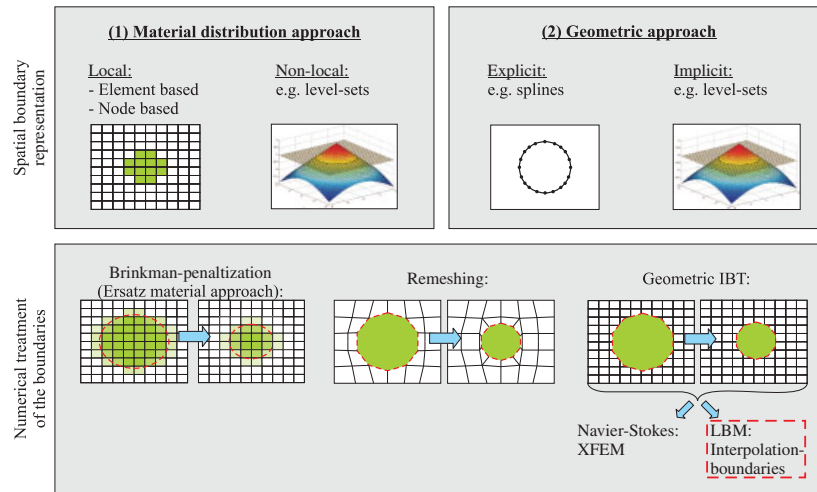 (1) Material distribution approach
Local:
- Element based
- Node based
Non-local:
e.g. level-sets
(2) Geometric approach
Explicit:
e.g. splines
Implicit:
e.g. level-sets
Spatial boundary
representation
Brinkman-penaltization
(Ersatz material approach):
Remeshing:
Geometric IBT:
Navier-Stokes:
XFEM
LBM:
Interpolation-
boundaries
Numerical treatment
of the boundaries